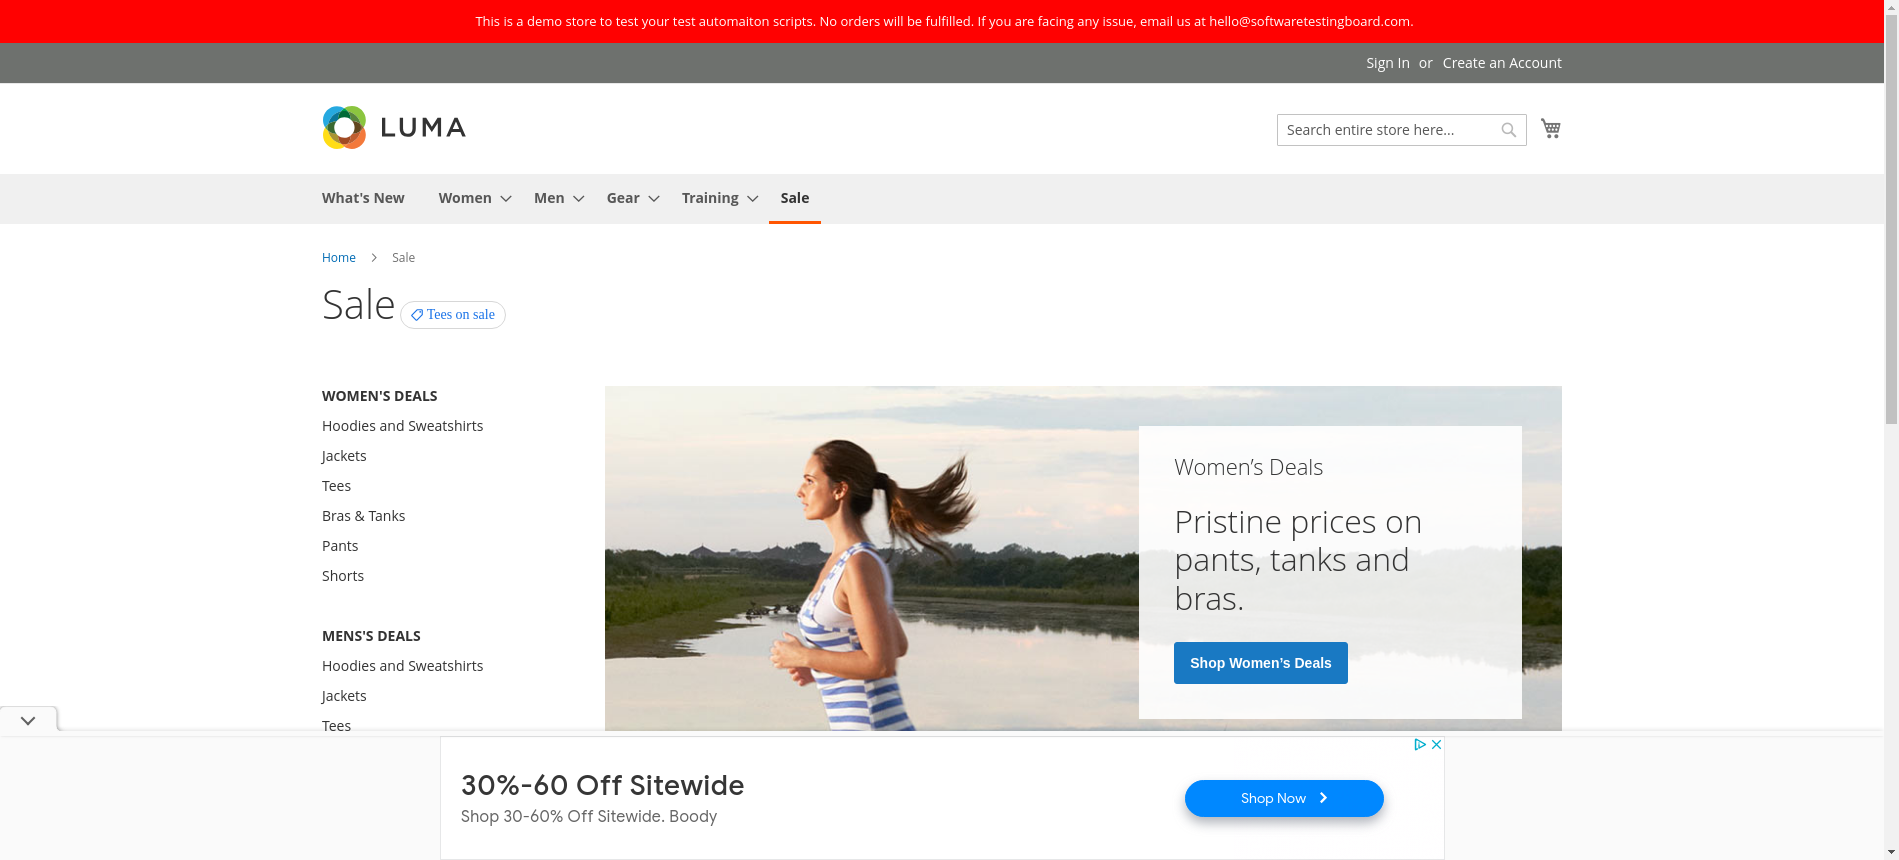 This is a demo store to test your test automaiton scripts. No orders will be fulfilled. If you are facing any issue, email us at hello@softwaretestingboard.com.
Sign In or Create an Account
LUMA
Search entire store here...
What's New Women Men Gear Training Sale
Home Sale
Sale Tees on sale
WOMEN'S DEALS
Hoodies and Sweatshirts
Jackets
Tees
Bras & Tanks
Pants
Shorts
MENS'S DEALS
Hoodies and Sweatshirts
Jackets
Tees
Women’s Deals
Pristine prices on
pants, tanks and
bras.
Shop Women’s Deals
30%-60 Off Sitewide
Shop 30-60% Off Sitewide. Boody
Shop Now